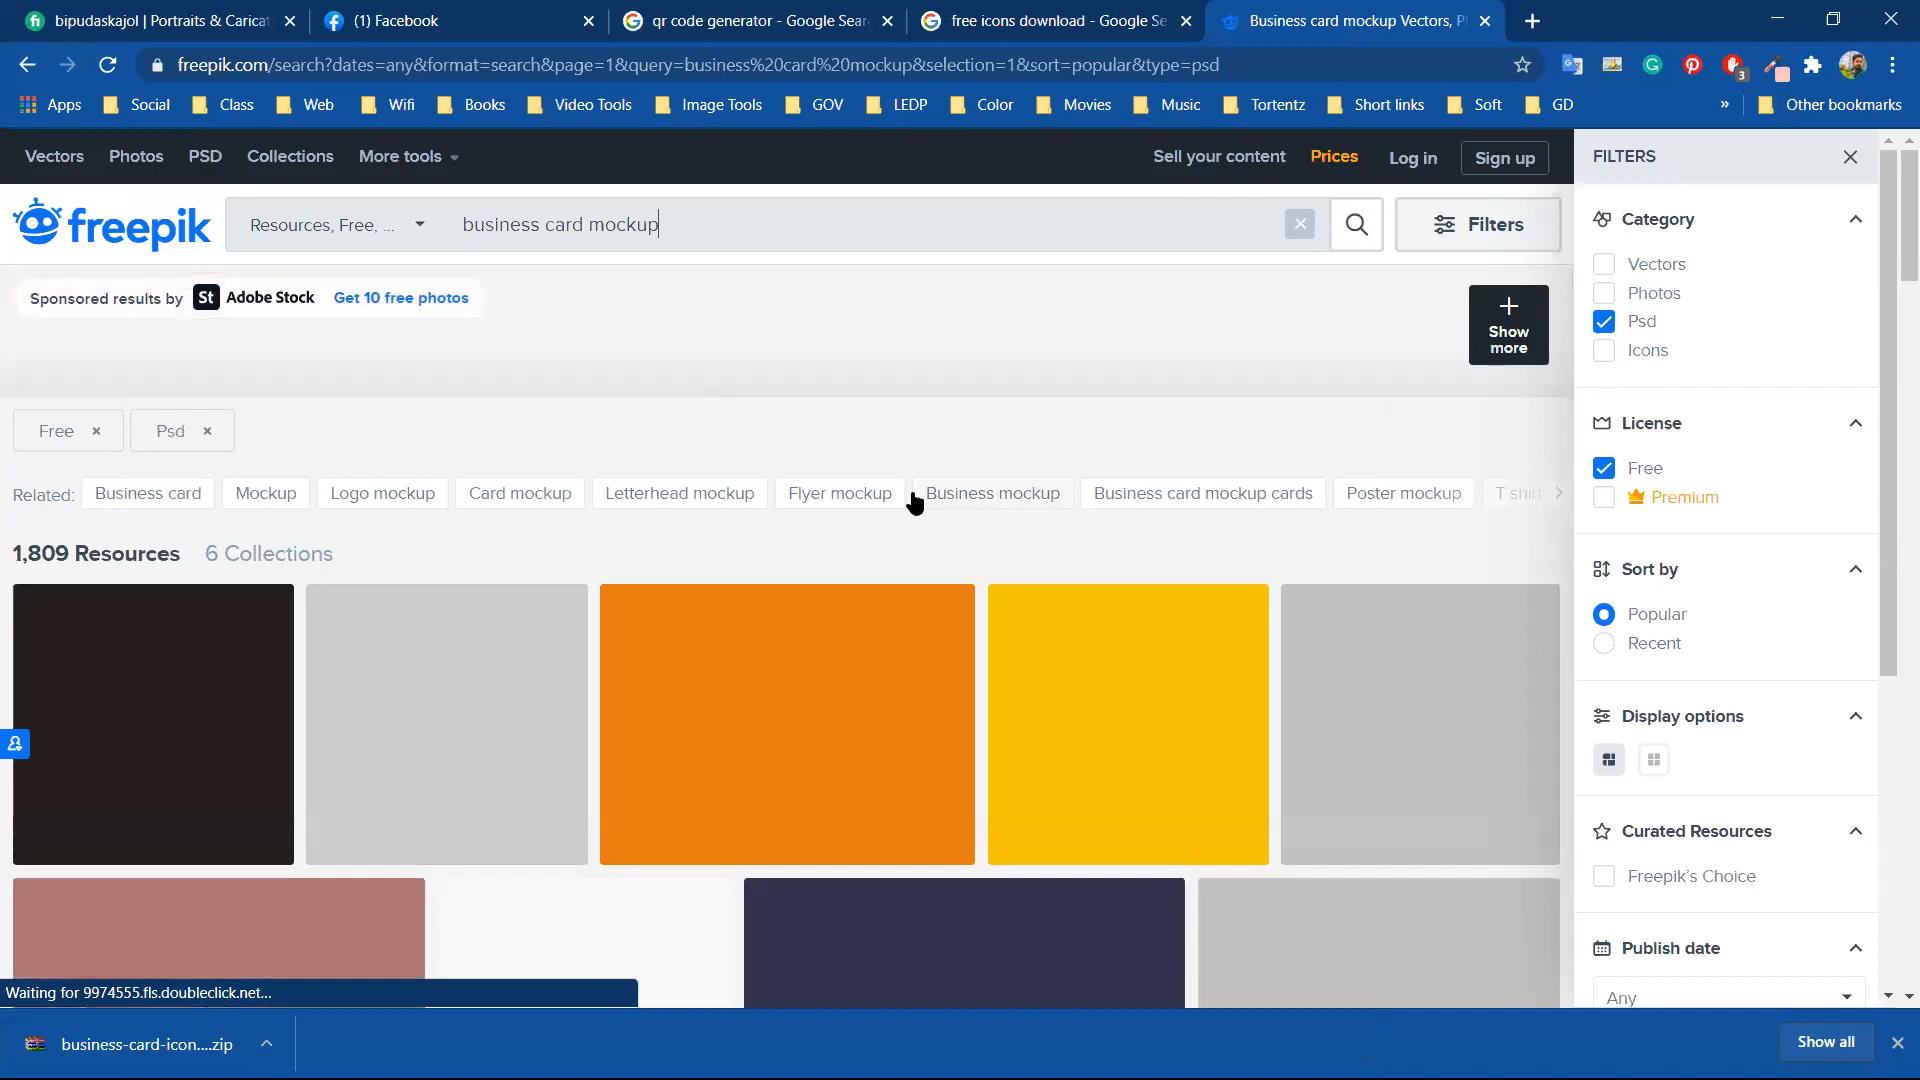 bipudaskajol | Portraits & Carica
(1) Facebook
qr code generator - Google Sear
free icons download - Google Se
Business card mockup Vectors, P
freepik.com/search?dates=any&format=search&page=1&query=business%20card%20mockup&selection=1&sort=popular&type=psd
3
Apps Social Class Web Wifi Books Video Tools Image Tools GOV LEDP Color Movies Music Tortentz Short links Soft GD » Other bookmarks
Vectors Photos PSD Collections More tools Sell your content Prices Log in Sign up
freepik Resources, Free, ... business card mockup Filters
Sponsored results by St Adobe Stock Get 10 free photos
Show more
Free × Psd ×
Related: Business card Mockup Logo mockup Card mockup Letterhead mockup Flyer mockup Business mockup Business card mockup cards Poster mockup T shirt
1,809 Resources 6 Collections
FILTERS
Category
Vectors
Photos
Psd
Icons
License
Free
Premium
Sort by
Popular
Recent
Display options
Curated Resources
Freepik's Choice
Publish date
Any
Waiting for 9974555.fls.doubleclick.net...
business-card-icon....zip
Show all